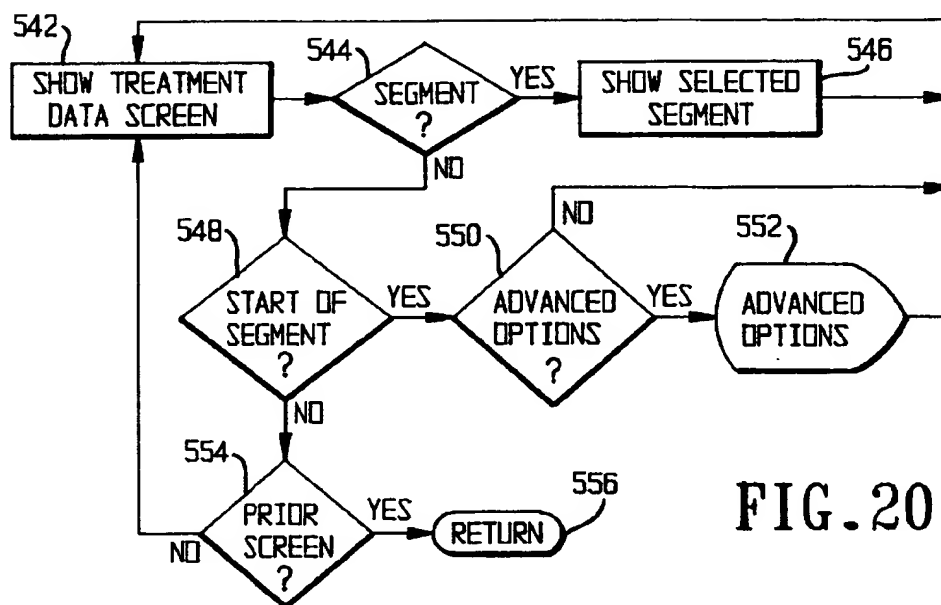 542
SHOW TREATMENT
DATA SCREEN
544
SEGMENT
?
YES
SHOW SELECTED
SEGMENT
546
NO
548
START OF
SEGMENT
?
YES
550
ADVANCED
OPTIONS
?
NO
YES
552
ADVANCED
OPTIONS
NO
554
PRIOR
SCREEN
?
NO
YES
556
RETURN
FIG.20